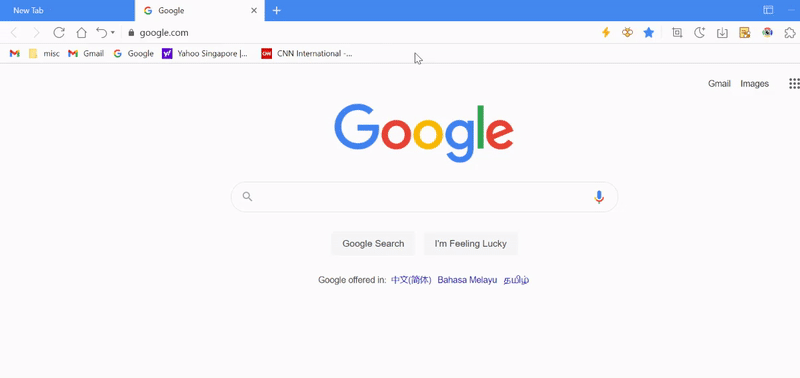 New Tab
Google
google.com
misc
Gmail
Google
Yahoo Singapore |...
CNN International -...
Gmail
Images
Google
Google Search
I'm Feeling Lucky
Google offered in: 中文(简体) Bahasa Melayu தமிழ்